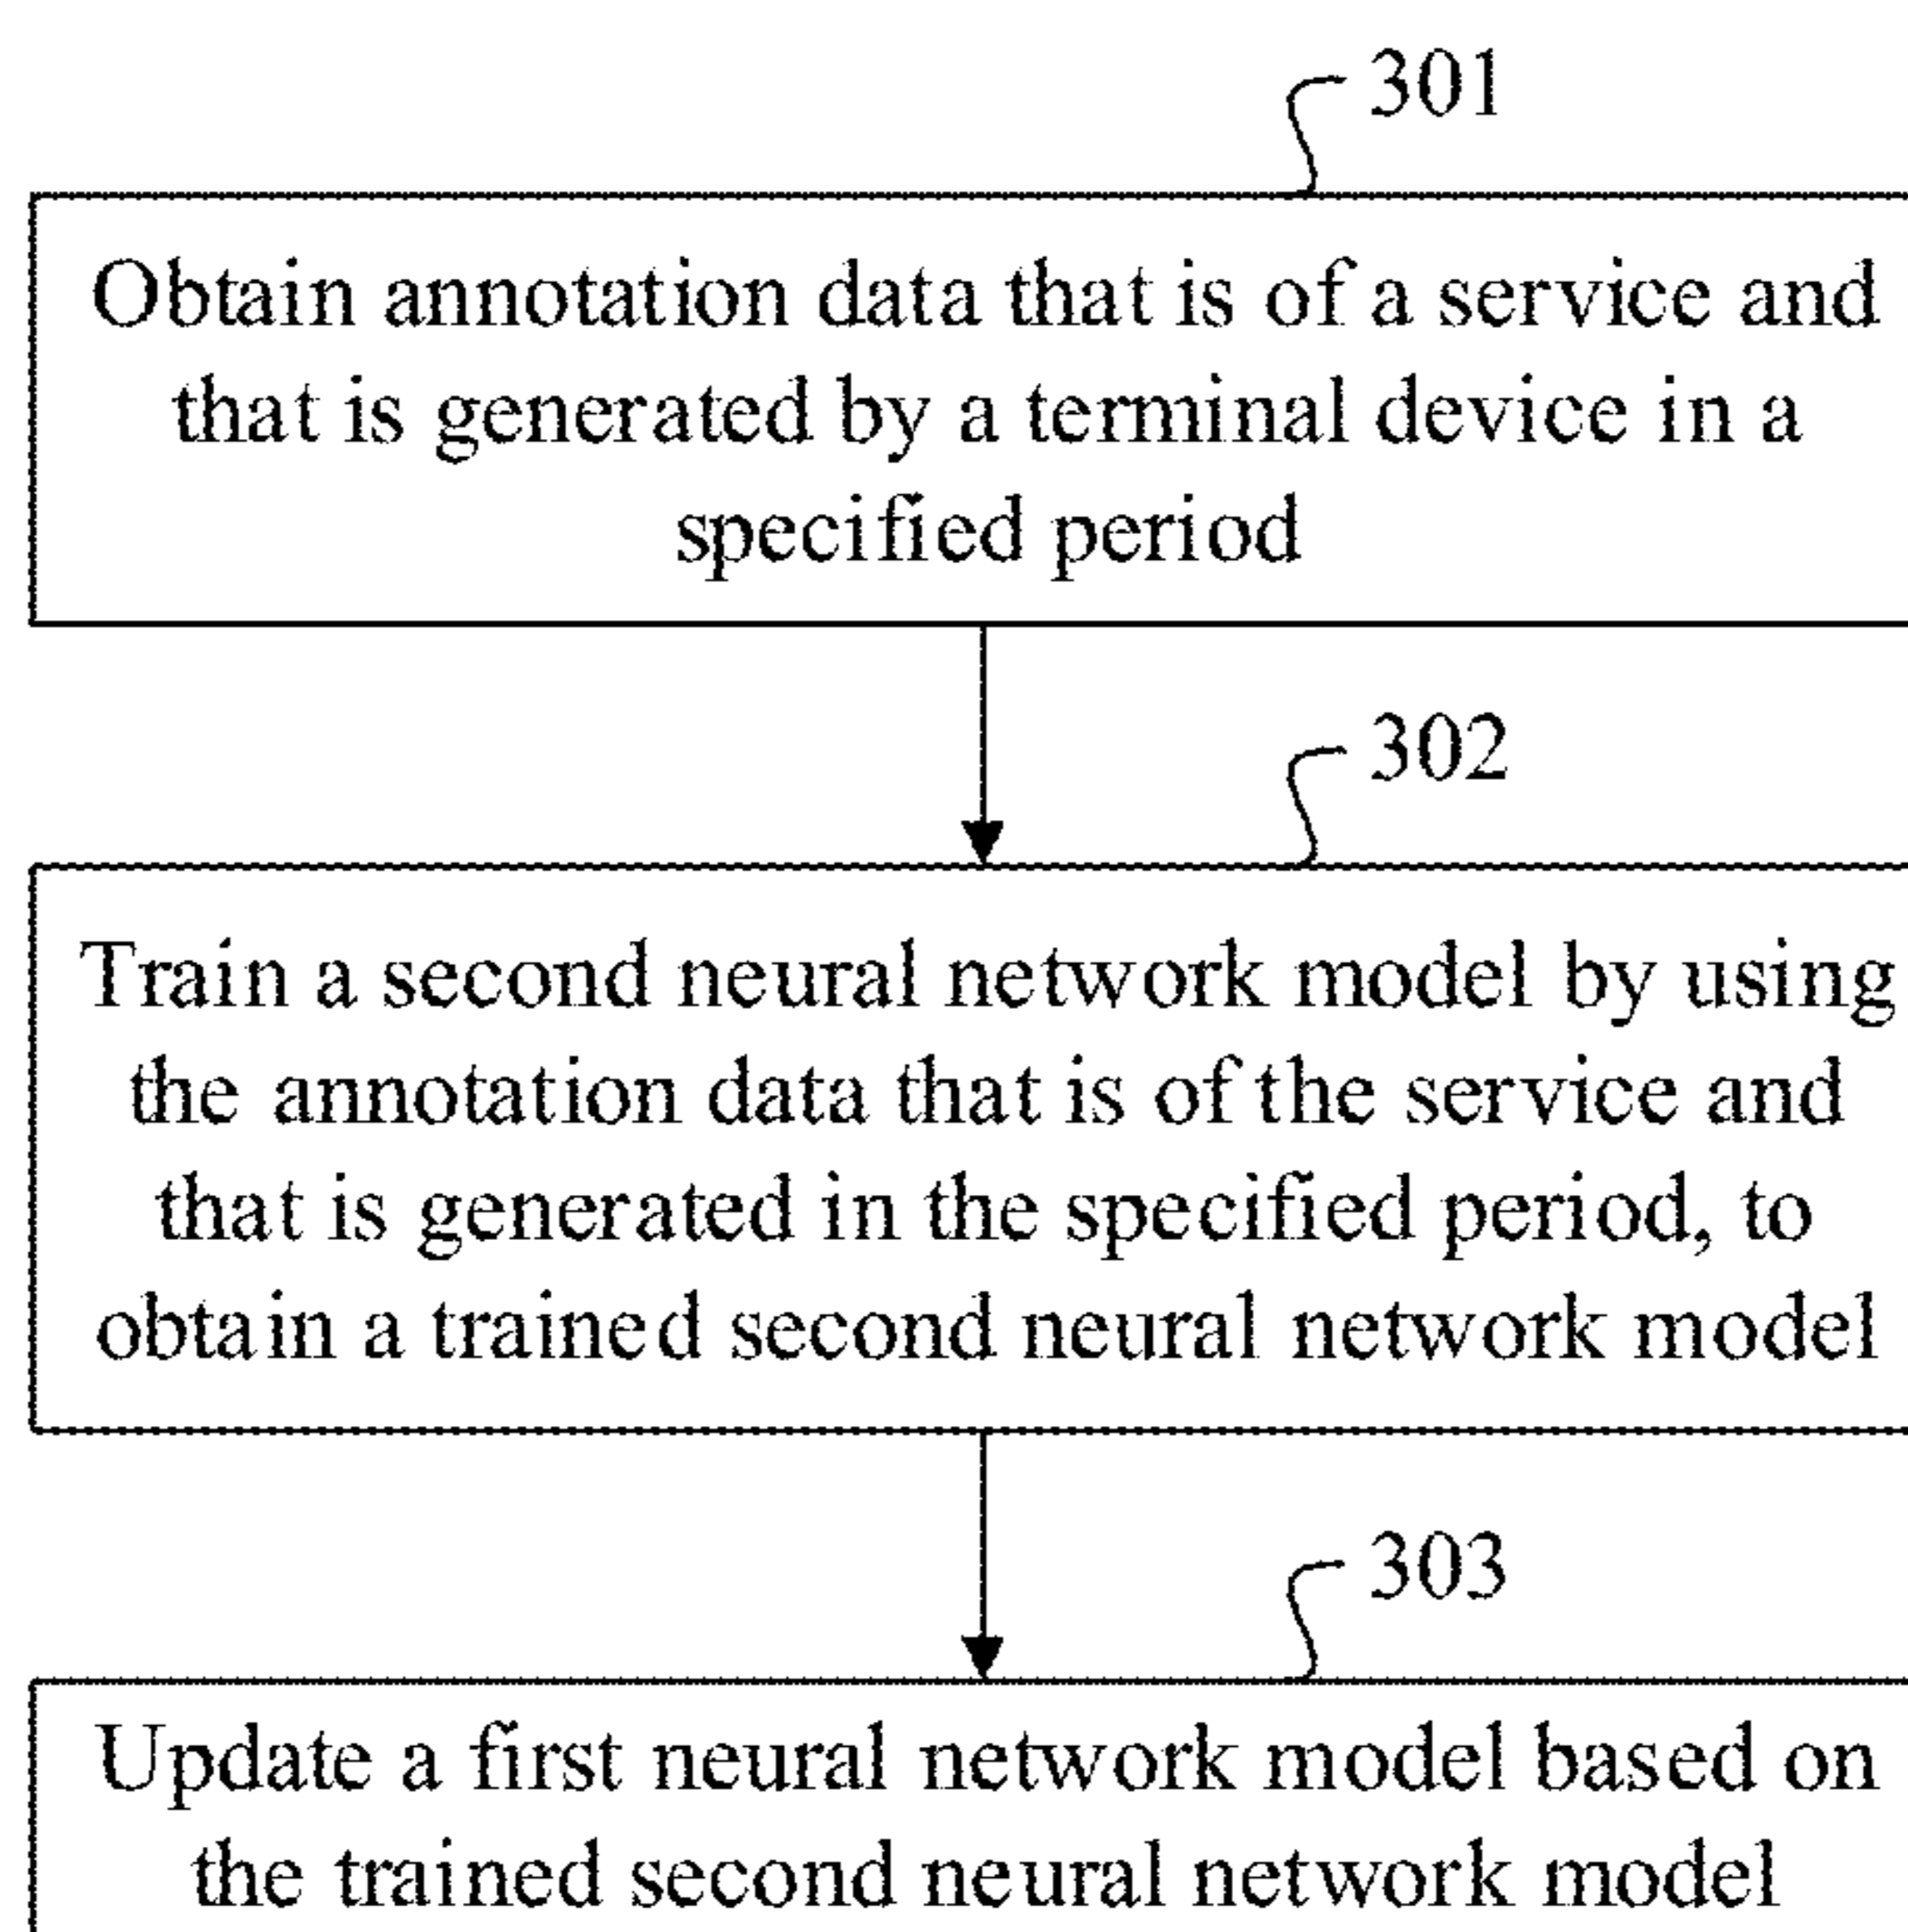 301
Obtain annotation data that is of a service and
that is generated by a terminal device in a
specified period
302
Train a second neural network model by using
the annotation data that is of the service and
that is generated in the specified period, to
obtain a trained second neural network model
303
Update a first neural network model based on
the trained second neural network model